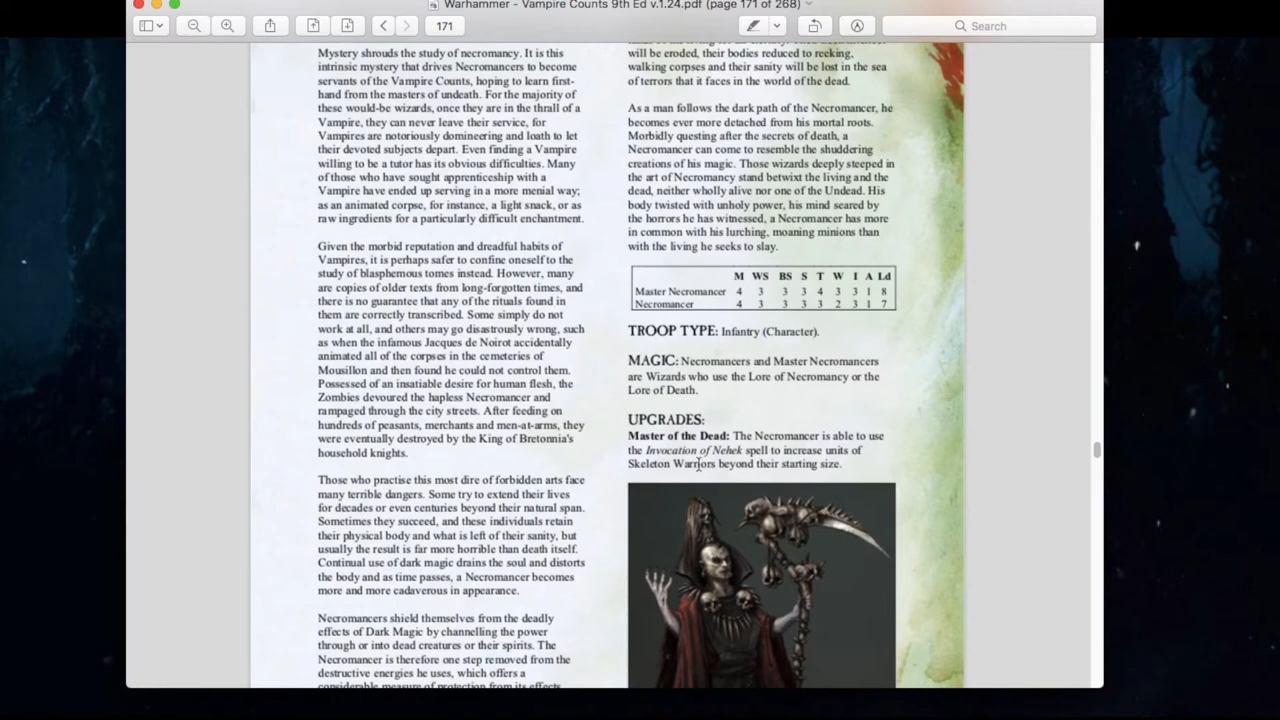 Warhammer - Vampire Counts 9th Ed v.1.24.pdf (page 171 of 268)
171
Search
Mystery shrouds the study of necromancy. It is this
intrinsic mystery that drives Necromancers to become
servants of the Vampire Counts, hoping to learn first-
hand from the masters of undeath. For the majority of
these would-be wizards, once they are in the thrall of a
Vampire, they can never leave their service, for
Vampires are notoriously domineering and loath to let
their devoted subjects depart. Even finding a Vampire
willing to be a tutor has its obvious difficulties. Many
of those who have sought apprenticeship with a
Vampire have ended up serving in a more menial way;
as an animated corpse, for instance, a light snack, or as
raw ingredients for a particularly difficult enchantment.
Given the morbid reputation and dreadful habits of
Vampires, it is perhaps safer to confine oneself to the
study of blasphemous tomes instead. However, many
are copies of older texts from long-forgotten times, and
there is no guarantee that any of the rituals found in
them are correctly transcribed. Some simply do not
work at all, and others may go disastrously wrong, such
as when the infamous Jacques de Noirot accidentally
animated all of the corpses in the cemeteries of
Mousillon and then found he could not control them.
Possessed of an insatiable desire for human flesh, the
Zombies devoured the hapless Necromancer and
rampaged through the city streets. After feeding on
hundreds of peasants, merchants and men-at-arms, they
were eventually destroyed by the King of Bretonnia's
household knights.
Those who practise this most dire of forbidden arts face
many terrible dangers. Some try to extend their lives
for decades or even centuries beyond their natural span.
Sometimes they succeed, and these individuals retain
their physical body and what is left of their sanity, but
usually the result is far more horrible than death itself.
Continual use of dark magic drains the soul and distorts
the body and as time passes, a Necromancer becomes
more and more cadaverous in appearance.
Necromancers shield themselves from the deadly
effects of Dark Magic by channelling the power
through or into dead creatures or their spirits. The
Necromancer is therefore one step removed from the
destructive energies he uses, which offers a
considerable measure of protection from its effects
will be eroded, their bodies reduced to reeking,
walking corpses and their sanity will be lost in the sea
of terrors that it faces in the world of the dead.
As a man follows the dark path of the Necromancer, he
becomes ever more detached from his mortal roots.
Morbidly questing after the secrets of death, a
Necromancer can come to resemble the shuddering
creations of his magic. Those wizards deeply steeped in
the art of Necromancy stand betwixt the living and the
dead, neither wholly alive nor one of the Undead. His
body twisted with unholy power, his mind seared by
the horrors he has witnessed, a Necromancer has more
in common with his lurching, moaning minions than
with the living he seeks to slay.
M WS BS S T W I A Ld
Master Necromancer 4 3 3 3 4 3 3 1 8
Necromancer 4 3 3 3 3 2 3 1 7
TROOP TYPE: Infantry (Character).
MAGIC: Necromancers and Master Necromancers
are Wizards who use the Lore of Necromancy or the
Lore of Death.
UPGRADES:
Master of the Dead: The Necromancer is able to use
the Invocation of Nehek spell to increase units of
Skeleton Warriors beyond their starting size.